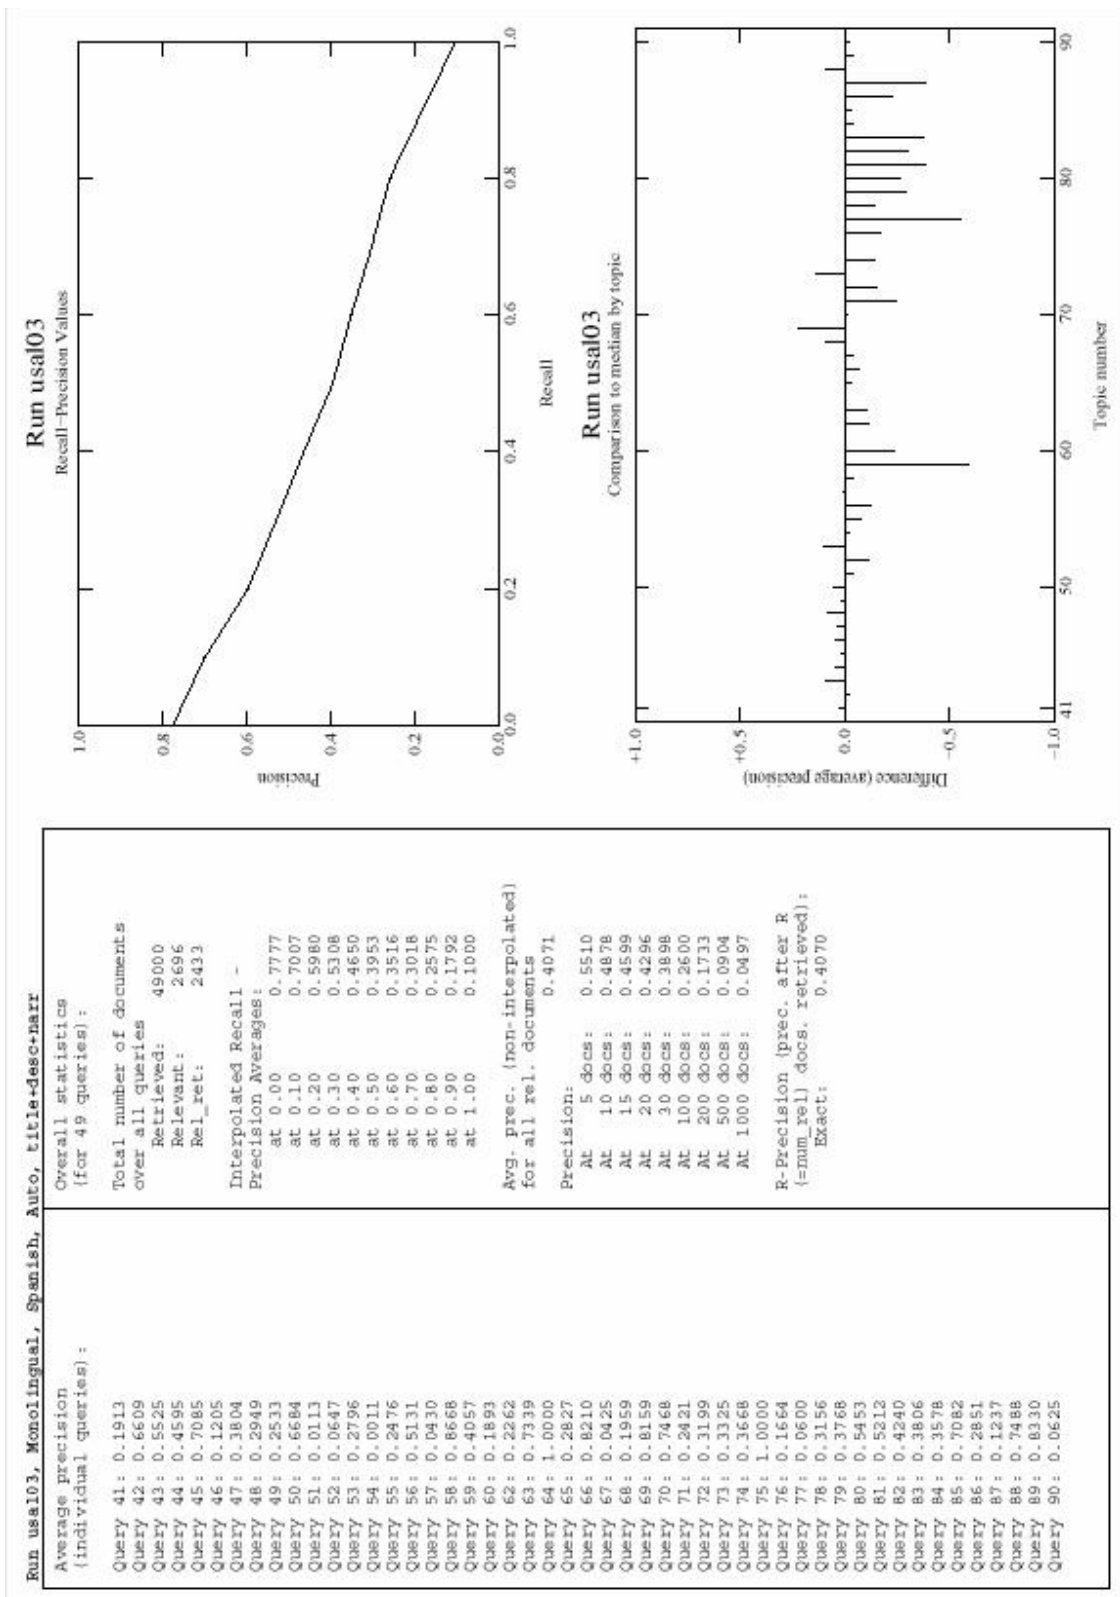 Run usal03, Monolingual, Spanish, Auto, title+desc+narr
Average precision
(individual queries):
Query 41: 0.1913
Query 42: 0.6609
Query 43: 0.5525
Query 44: 0.4595
Query 45: 0.7085
Query 46: 0.1205
Query 47: 0.3804
Query 48: 0.2949
Query 49: 0.2533
Query 50: 0.6684
Query 51: 0.0113
Query 52: 0.0647
Query 53: 0.2796
Query 54: 0.0011
Query 55: 0.2476
Query 56: 0.5131
Query 57: 0.0430
Query 58: 0.8668
Query 59: 0.4057
Query 60: 0.1893
Query 62: 0.2262
Query 63: 0.7339
Query 64: 1.0000
Query 65: 0.2827
Query 66: 0.8210
Query 67: 0.0425
Query 68: 0.1959
Query 69: 0.8159
Query 70: 0.7468
Query 71: 0.2421
Query 72: 0.3199
Query 73: 0.3325
Query 74: 0.3668
Query 75: 1.0000
Query 76: 0.1664
Query 77: 0.0600
Query 78: 0.3156
Query 79: 0.3768
Query 80: 0.5453
Query 81: 0.5212
Query 82: 0.4240
Query 83: 0.3806
Query 84: 0.3578
Query 85: 0.7082
Query 86: 0.2851
Query 87: 0.1237
Query 88: 0.7488
Query 89: 0.8330
Query 90: 0.0625
Overall statistics
(for 49 queries):
Total number of documents
over all queries
Retrieved: 49000
Relevant: 2696
Rel_ret: 2433
Interpolated Recall -
Precision Averages:
at 0.00 0.7777
at 0.10 0.7007
at 0.20 0.5980
at 0.30 0.5308
at 0.40 0.4650
at 0.50 0.3953
at 0.60 0.3516
at 0.70 0.3018
at 0.80 0.2575
at 0.90 0.1792
at 1.00 0.1000
Avg. prec. (non-interpolated)
for all rel. documents
0.4071
Precision:
At 5 docs: 0.5510
At 10 docs: 0.4878
At 15 docs: 0.4599
At 20 docs: 0.4296
At 30 docs: 0.3898
At 100 docs: 0.2600
At 200 docs: 0.1733
At 500 docs: 0.0904
At 1000 docs: 0.0497
R-Precision (prec. after R
(=num_rel) docs. retrieved):
Exact: 0.4070
Run usal03
Recall-Precision Values
1.0
0.8
0.6
0.4
0.2
0.0
Precision
0.0 0.2 0.4 0.6 0.8 1.0
Recall
Run usal03
Comparison to median by topic
+1.0
+0.5
0.0
-0.5
-1.0
Difference (average precision)
41 50 60 70 80 90
Topic number